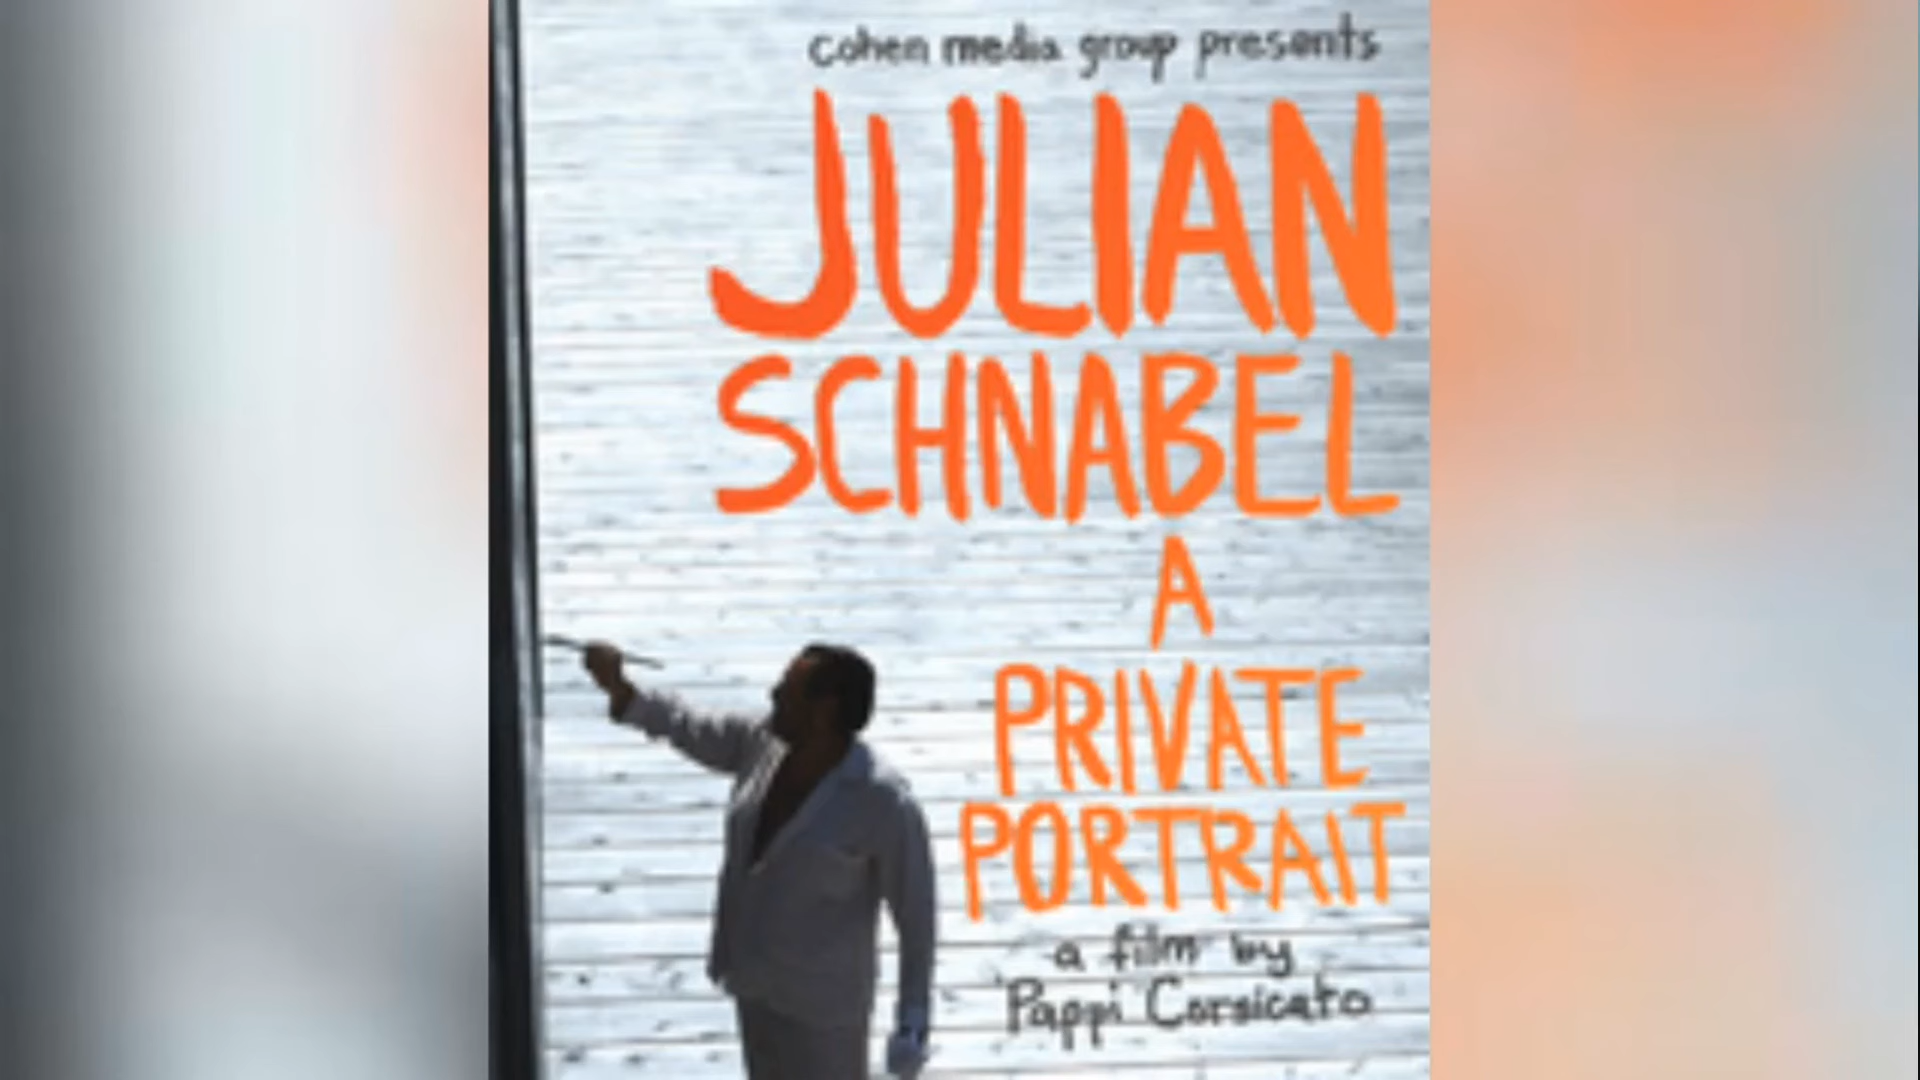 cohen media group presents
JULIAN
SCHNABEL
A
PRIVATE
PORTRAIT
a film by
Pappi Corsicato